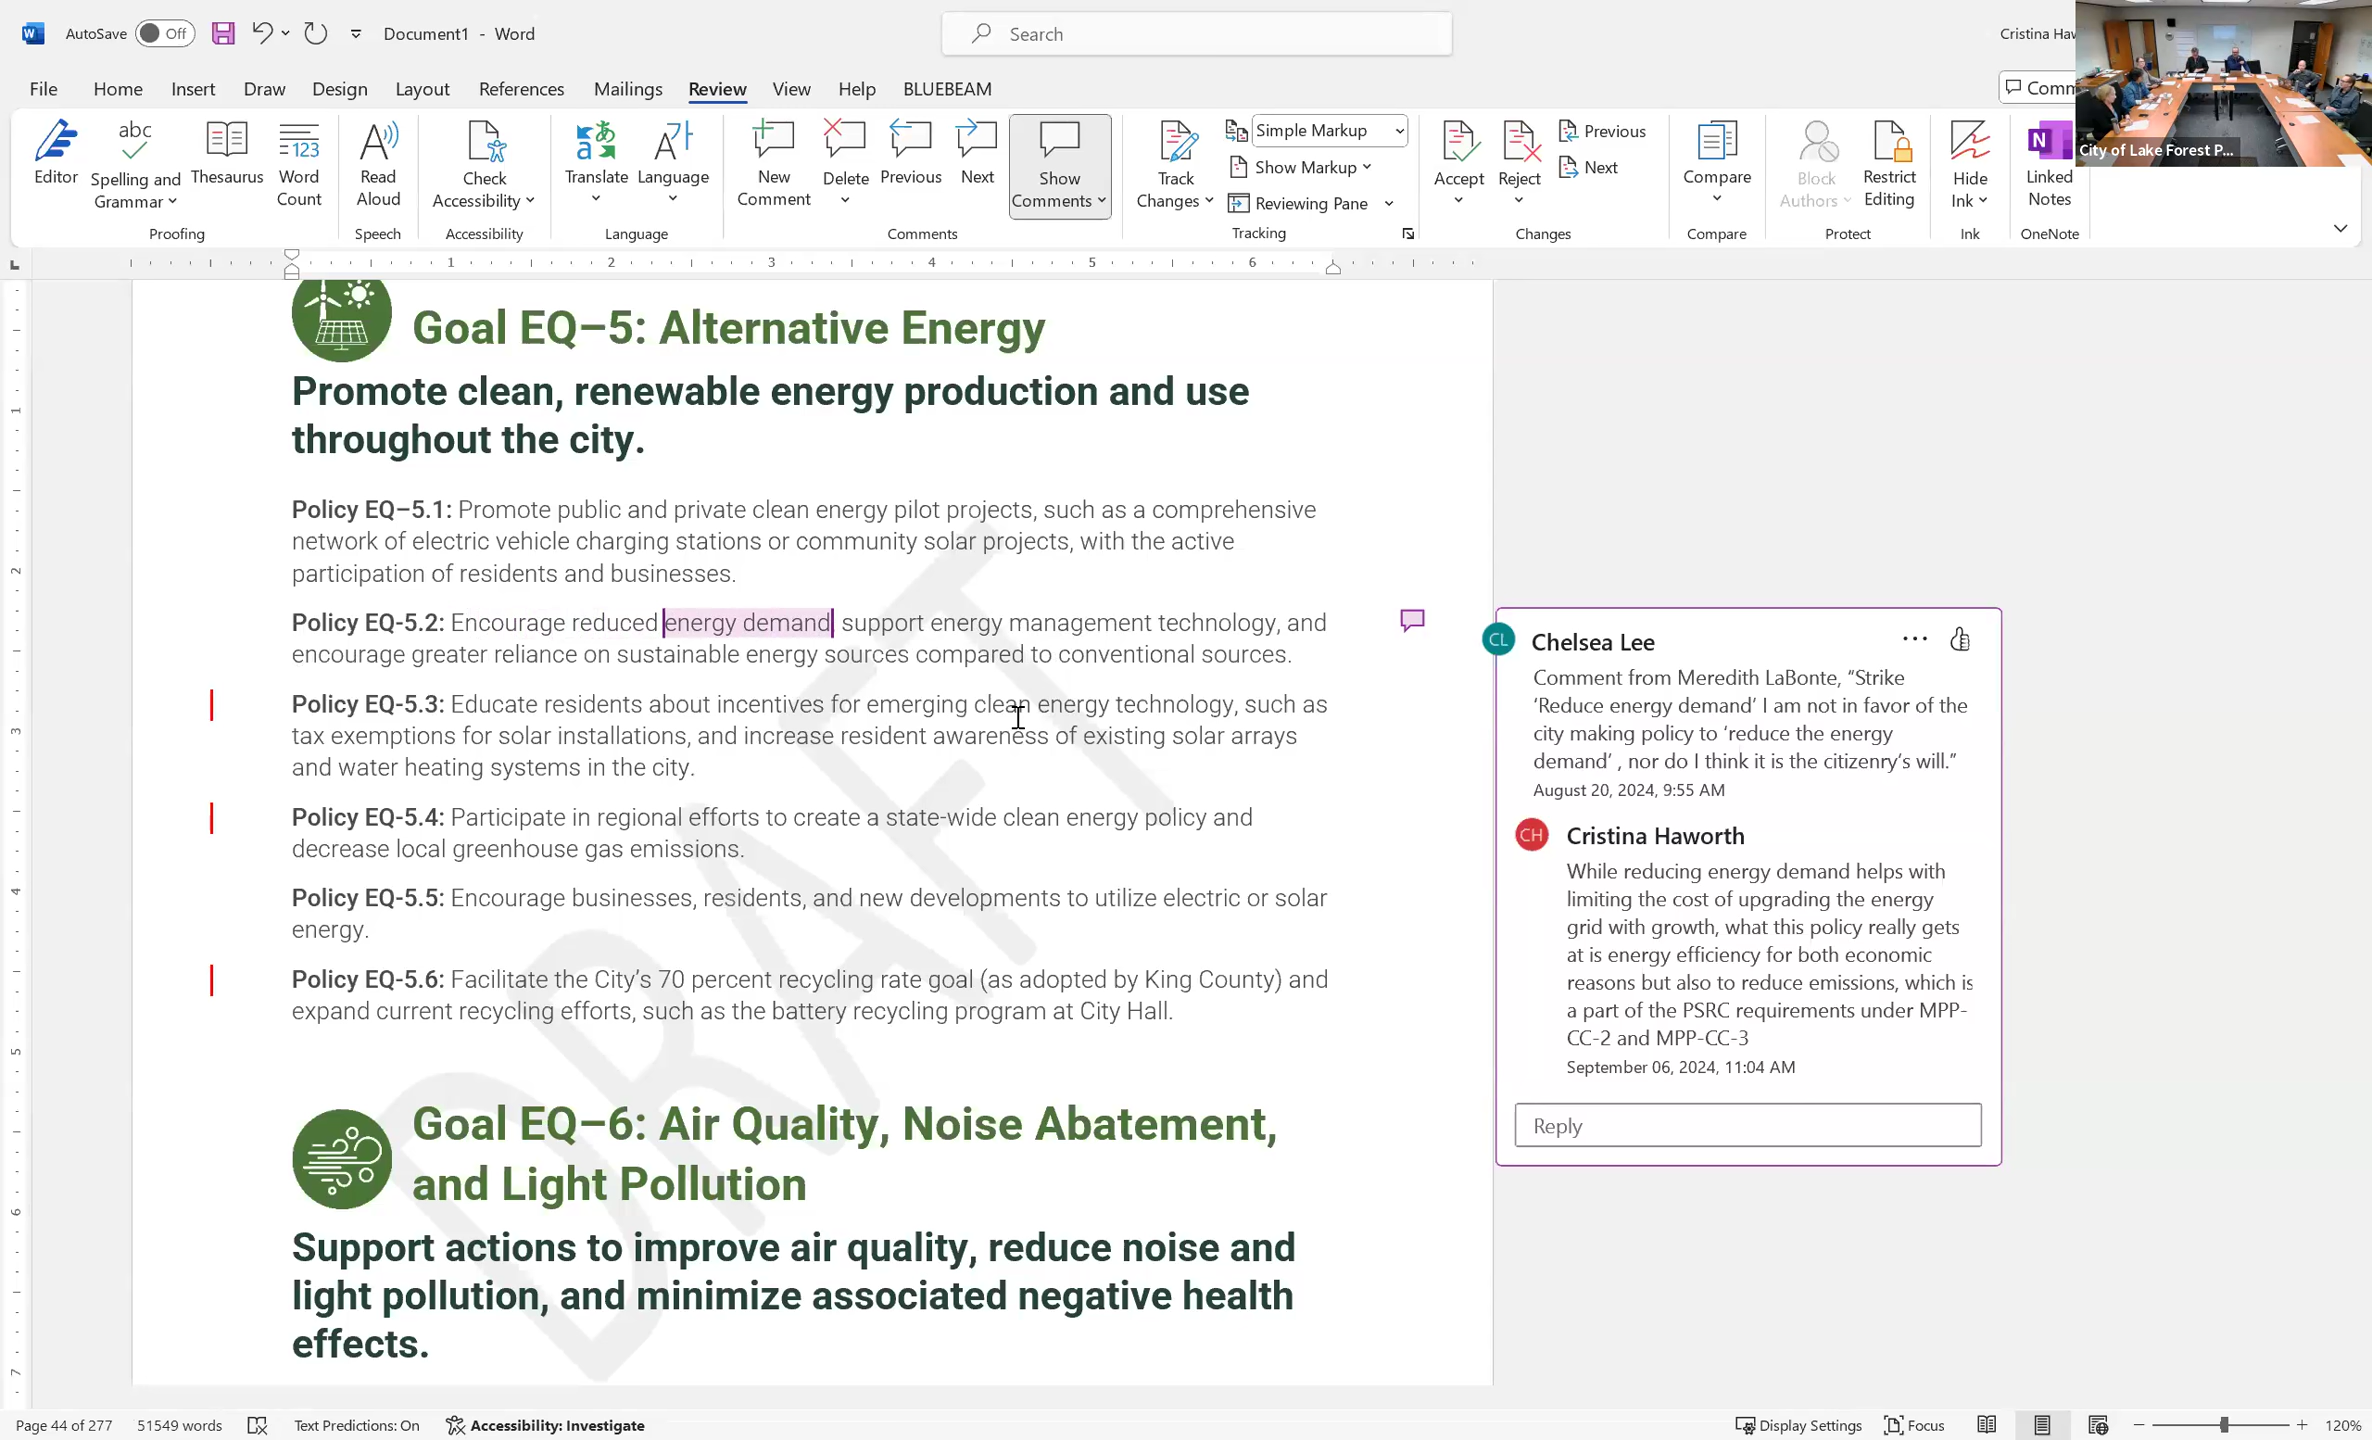 AutoSave Off Document1 - Word
Search
Cristina Haw
File Home Insert Draw Design Layout References Mailings Review View Help BLUEBEAM
Comm
Editor
Spelling and Grammar
Thesaurus
Word Count
Proofing
Read Aloud
Speech
Check Accessibility
Accessibility
Translate
Language
Language
New Comment
Delete
Previous
Next
Show Comments
Comments
Track Changes
Simple Markup
Show Markup
Reviewing Pane
Tracking
Accept
Reject
Previous
Next
Changes
Compare
Compare
Block Authors
Restrict Editing
Protect
Hide Ink
Ink
Linked Notes
OneNote
City of Lake Forest P...
1 2 3 4 5 6
Goal EQ–5: Alternative Energy
Promote clean, renewable energy production and use
throughout the city.
Policy EQ–5.1: Promote public and private clean energy pilot projects, such as a comprehensive
network of electric vehicle charging stations or community solar projects, with the active
participation of residents and businesses.
Policy EQ-5.2: Encourage reduced energy demand, support energy management technology, and
encourage greater reliance on sustainable energy sources compared to conventional sources.
Policy EQ-5.3: Educate residents about incentives for emerging clean energy technology, such as
tax exemptions for solar installations, and increase resident awareness of existing solar arrays
and water heating systems in the city.
Policy EQ-5.4: Participate in regional efforts to create a state-wide clean energy policy and
decrease local greenhouse gas emissions.
Policy EQ-5.5: Encourage businesses, residents, and new developments to utilize electric or solar
energy.
Policy EQ-5.6: Facilitate the City’s 70 percent recycling rate goal (as adopted by King County) and
expand current recycling efforts, such as the battery recycling program at City Hall.
Goal EQ–6: Air Quality, Noise Abatement,
and Light Pollution
Support actions to improve air quality, reduce noise and
light pollution, and minimize associated negative health
effects.
DRAFT
CL Chelsea Lee
Comment from Meredith LaBonte, “Strike
‘Reduce energy demand’ I am not in favor of the
city making policy to ‘reduce the energy
demand’ , nor do I think it is the citizenry’s will.”
August 20, 2024, 9:55 AM
CH Cristina Haworth
While reducing energy demand helps with
limiting the cost of upgrading the energy
grid with growth, what this policy really gets
at is energy efficiency for both economic
reasons but also to reduce emissions, which is
a part of the PSRC requirements under MPP-
CC-2 and MPP-CC-3
September 06, 2024, 11:04 AM
Reply
1
2
3
4
5
6
7
Page 44 of 277 51549 words Text Predictions: On Accessibility: Investigate
Display Settings Focus 120%